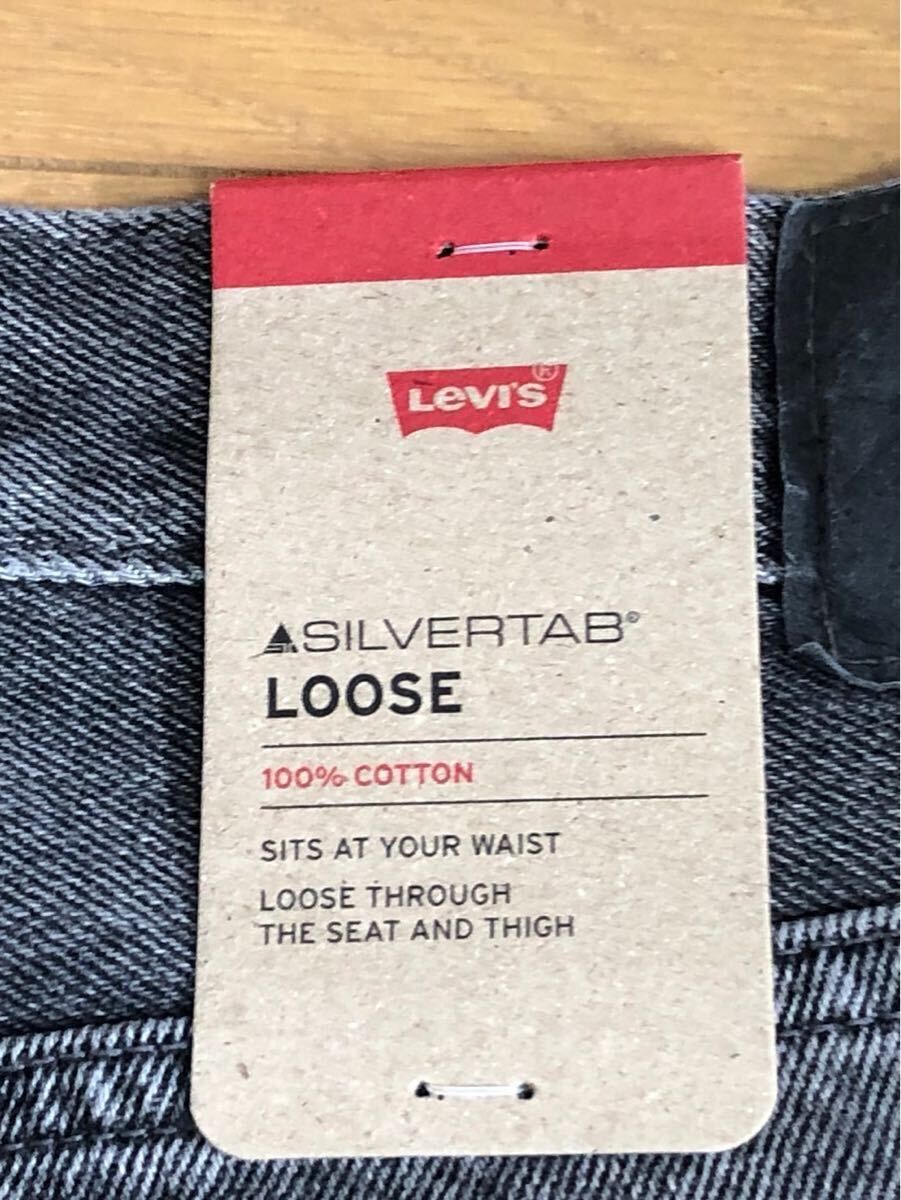 Levi's®
SILVERTAB®
LOOSE
100% COTTON
SITS AT YOUR WAIST
LOOSE THROUGH
THE SEAT AND THIGH